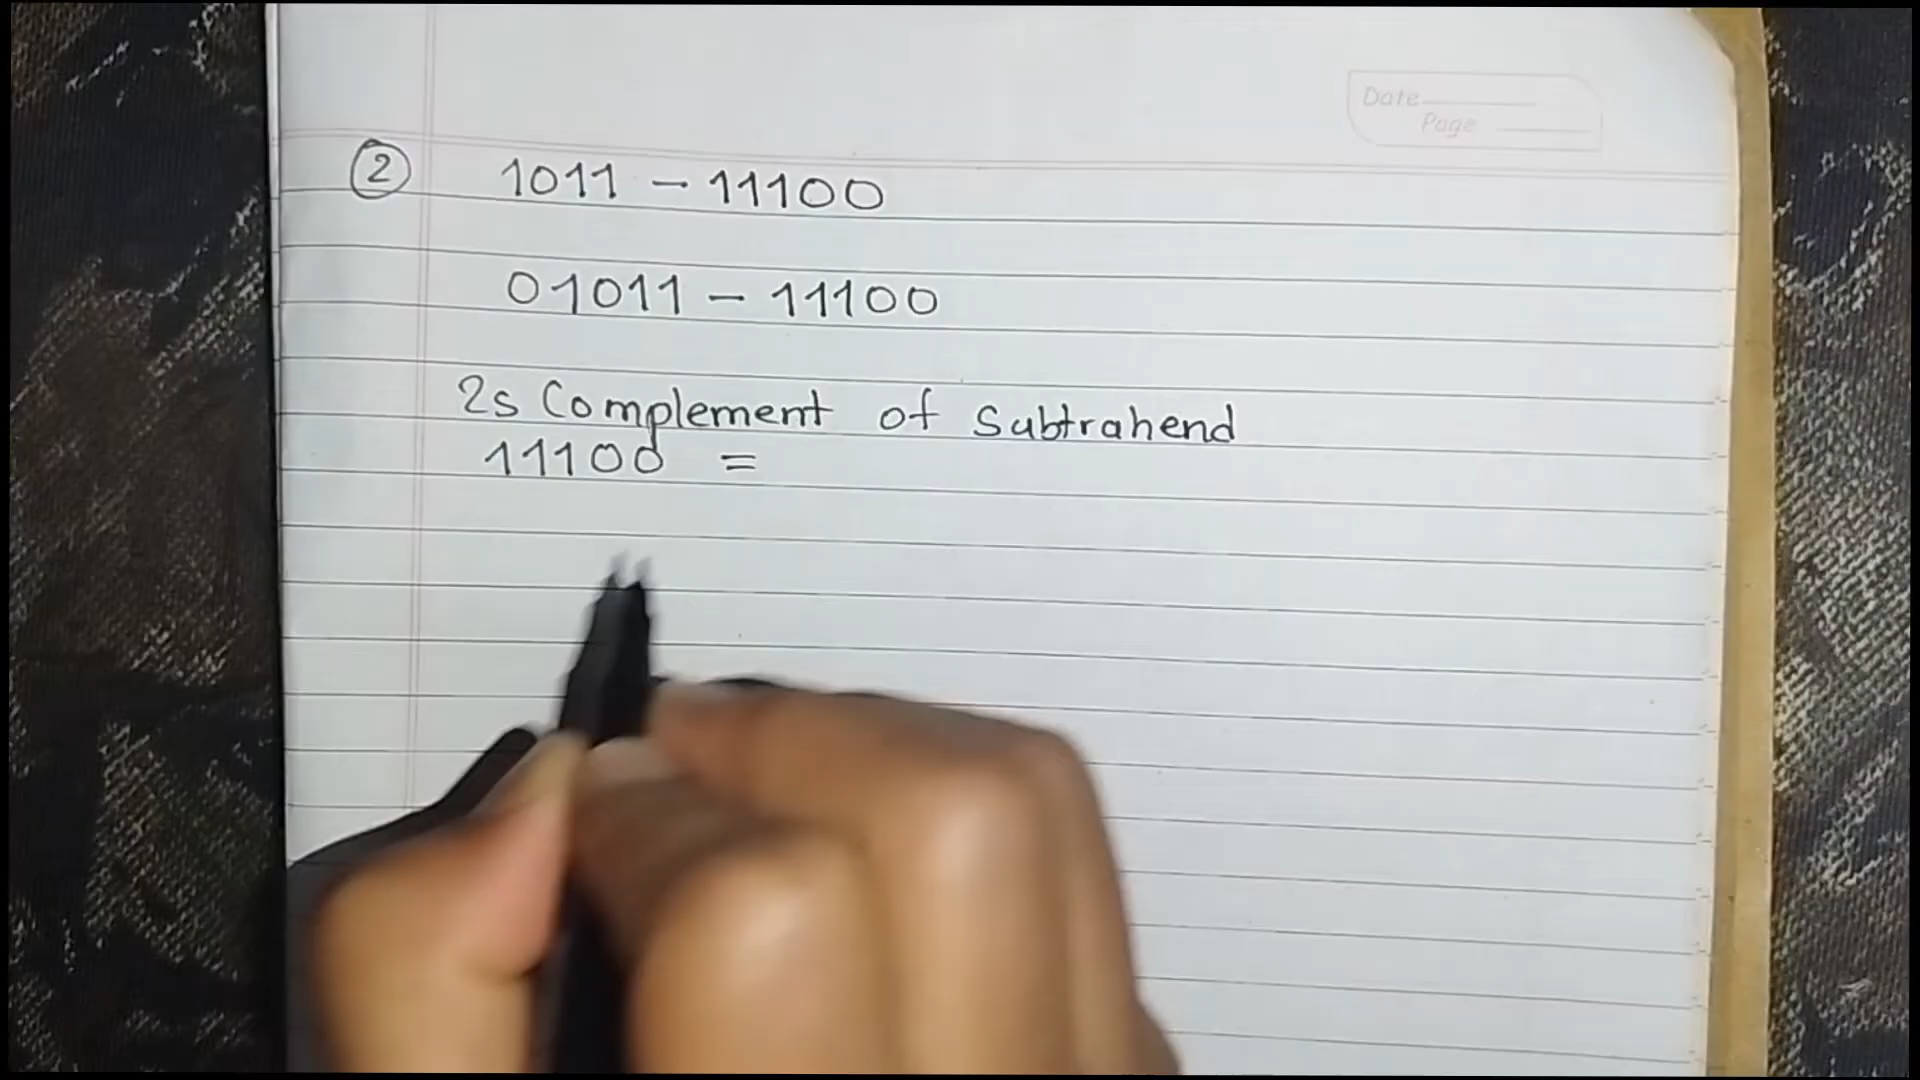 Date
Page
② 1011 - 11100
01011 - 11100
2s Complement of Subtrahend
11100 =